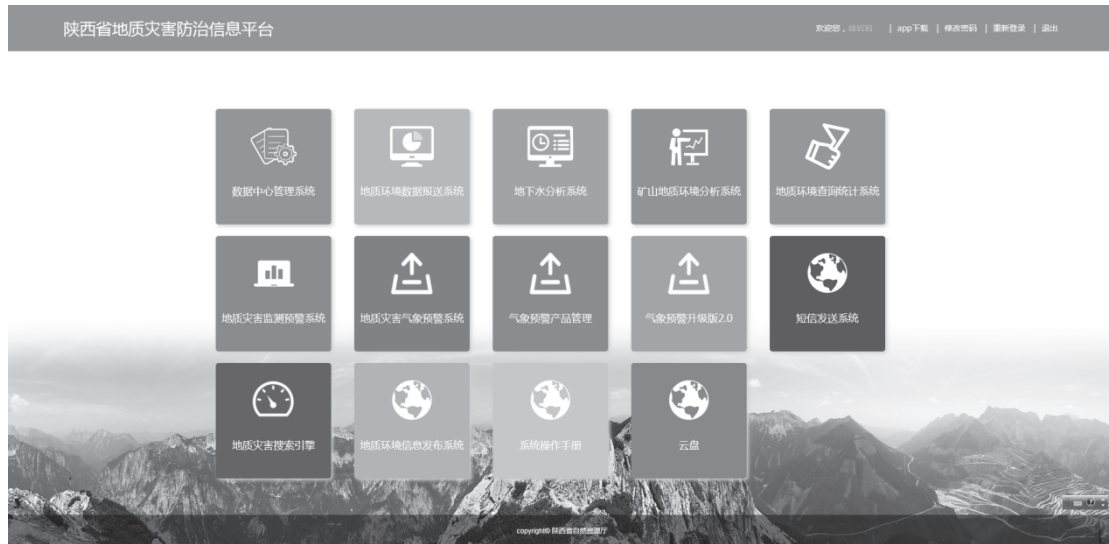 陕西省地质灾害防治信息平台
欢迎您， | app下载 | 修改密码 | 重新登录 | 退出
数据中心管理系统 地质环境数据报送系统 地下水分析系统 矿山地质环境分析系统 地质环境查询统计系统
地质灾害监测预警系统 地质灾害气象预警系统 气象预警产品管理 气象预警升级版2.0 短信发送系统
地质灾害搜索引擎 地质环境信息发布系统 系统操作手册 云盘
copyright© 陕西省自然资源厅